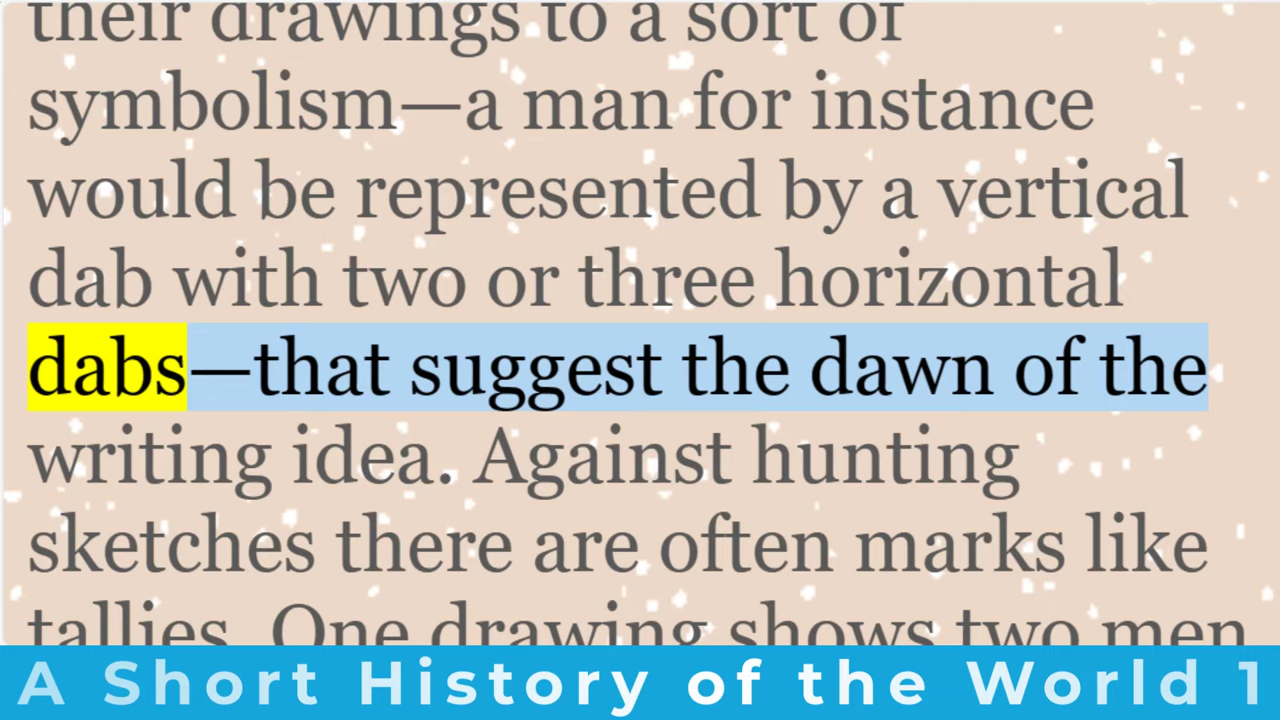 their drawings to a sort of
symbolism—a man for instance
would be represented by a vertical
dab with two or three horizontal
dabs—that suggest the dawn of the
writing idea. Against hunting
sketches there are often marks like
tallies. One drawing shows two men
A Short History of the World 1